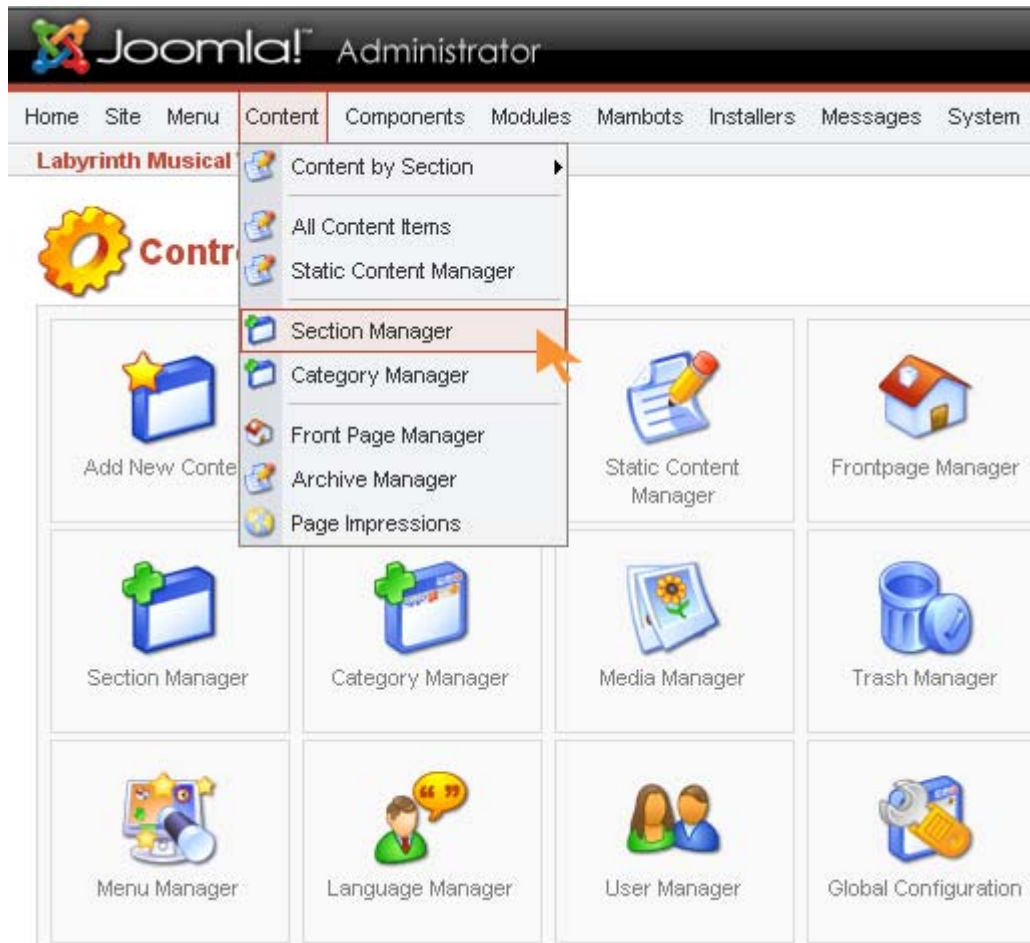 Joomla!™ Administrator
Home Site Menu Content Components Modules Mambots Installers Messages System
Labyrinth Musical
Content by Section
All Content Items
Static Content Manager
Section Manager
Category Manager
Front Page Manager
Archive Manager
Page Impressions
Contr
Add New Conte
Static Content
Manager
Frontpage Manager
Section Manager
Category Manager
Media Manager
Trash Manager
Menu Manager
Language Manager
User Manager
Global Configuration